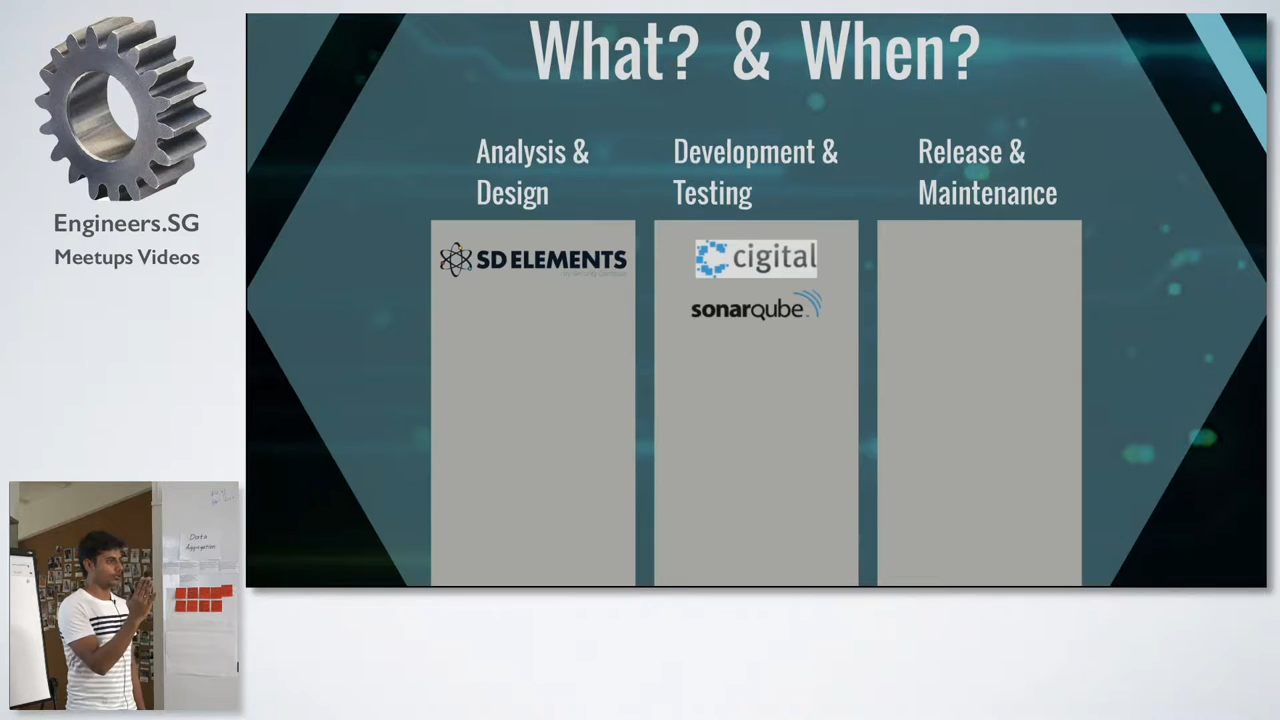 Engineers.SG
Meetups Videos
What? & When?
Analysis &
Design
Development &
Testing
Release &
Maintenance
SD ELEMENTS
cigital
sonarqube
Data
Aggregation